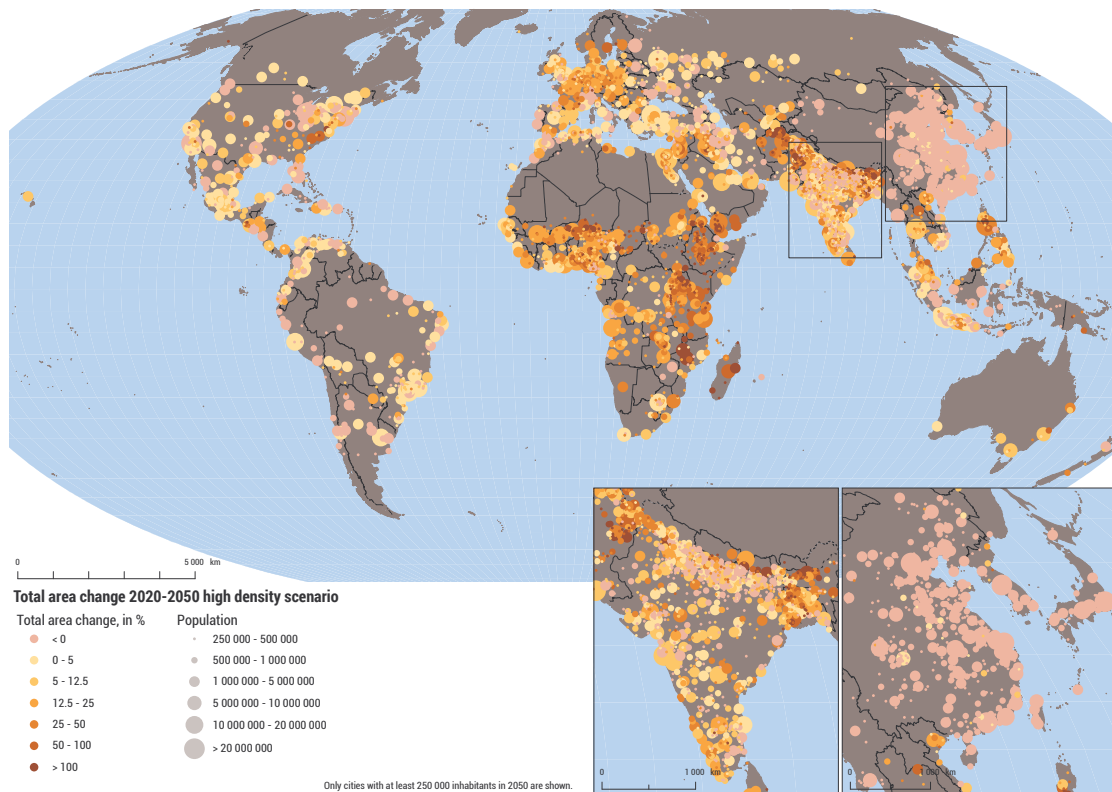 0 1 000 km
0 1 000 km
0 5 000 km
Total area change 2020-2050 high density scenario
Total area change, in %
< 0
0 - 5
5 - 12.5
12.5 - 25
25 - 50
50 - 100
> 100
Population
250 000 - 500 000
500 000 - 1 000 000
1 000 000 - 5 000 000
5 000 000 - 10 000 000
10 000 000 - 20 000 000
> 20 000 000
Only cities with at least 250 000 inhabitants in 2050 are shown.